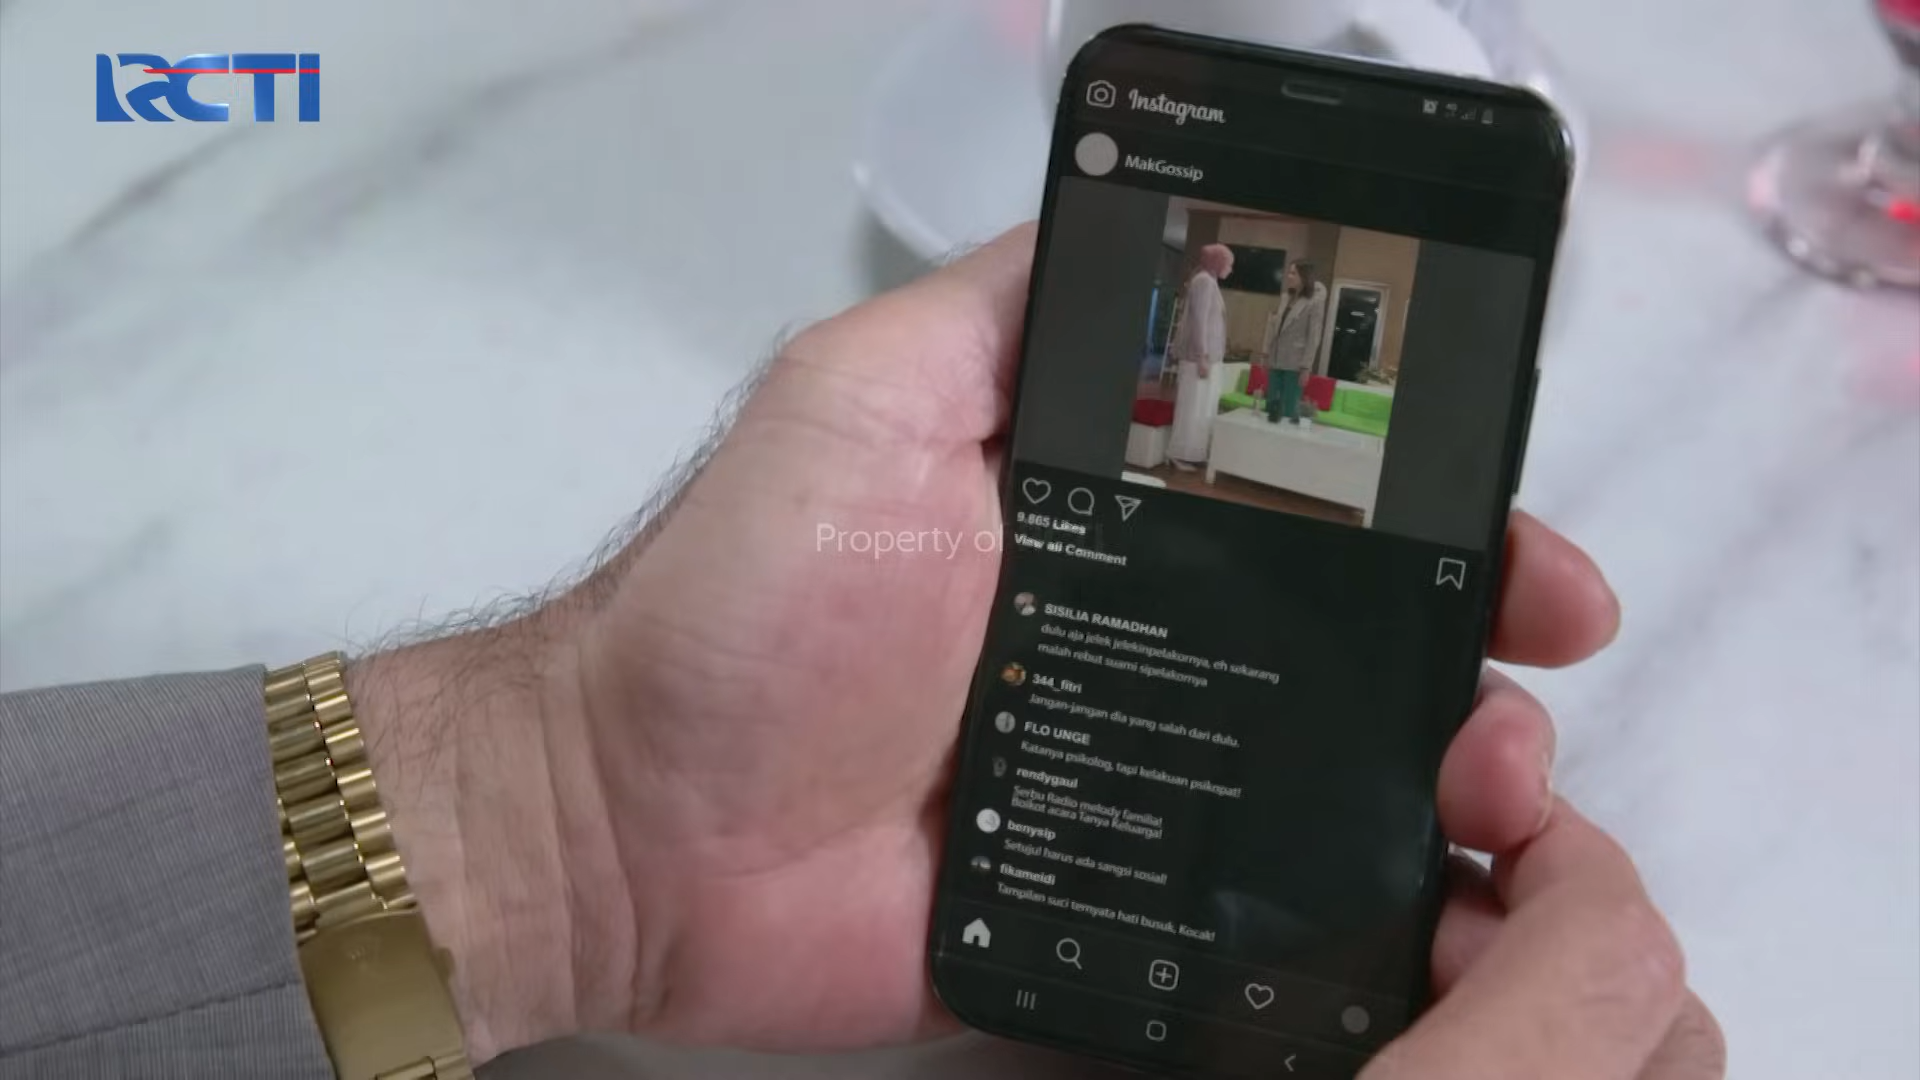 RCTI
Instagram
MakGossip
9.865 Likes
View all Comment
Property of
SISILIA RAMADHAN
dulu aja jelek jelekinpelakornya, eh sekarang
malah rebut suami sipelakornya
344_fitri
Jangan-jangan dia yang salah dari dulu.
FLO UNGE
Katanya psikolog, tapi kelakuan psikopat!
rendygaul
Serbu Radio melody familia!
Boikot acara Tanya Keluarga!
benysip
Setuju! harus ada sangsi sosial!
fikameidi
Tampilan suci ternyata hati busuk, Kocak!